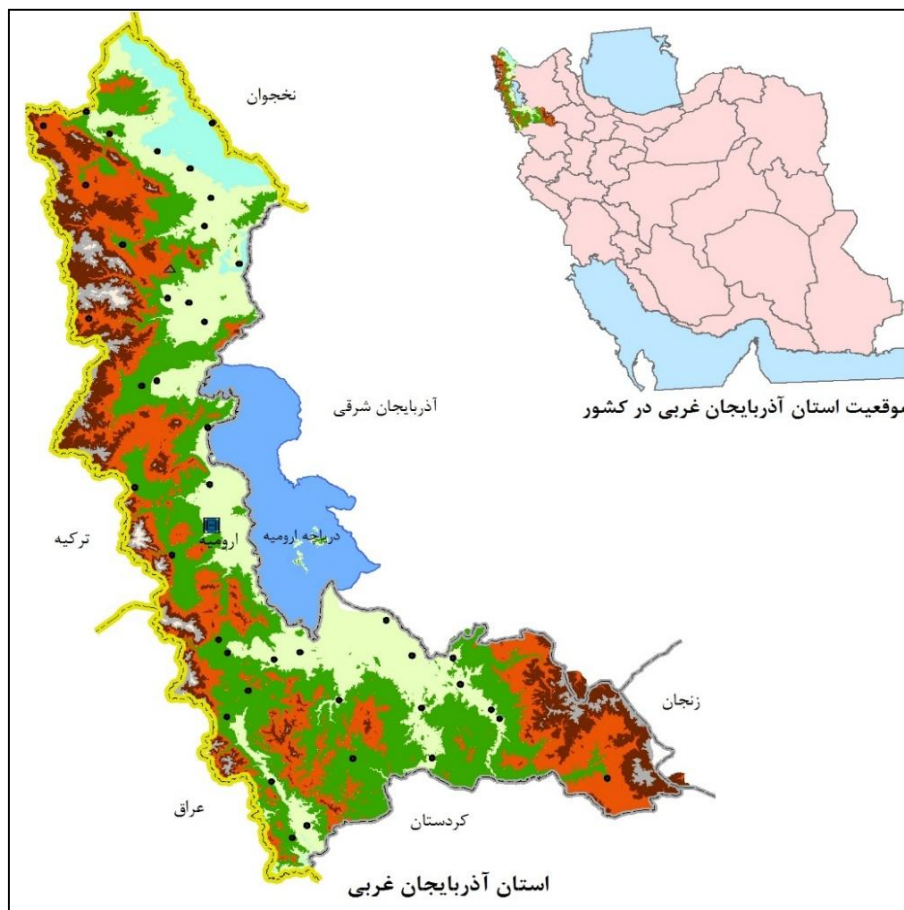 نخجوان
آذربایجان شرقی
موقعیت استان آذربایجان غربی در کشور
ترکیه
ارومیه
دریاچه ارومیه
زنجان
عراق
کردستان
استان آذربایجان غربی